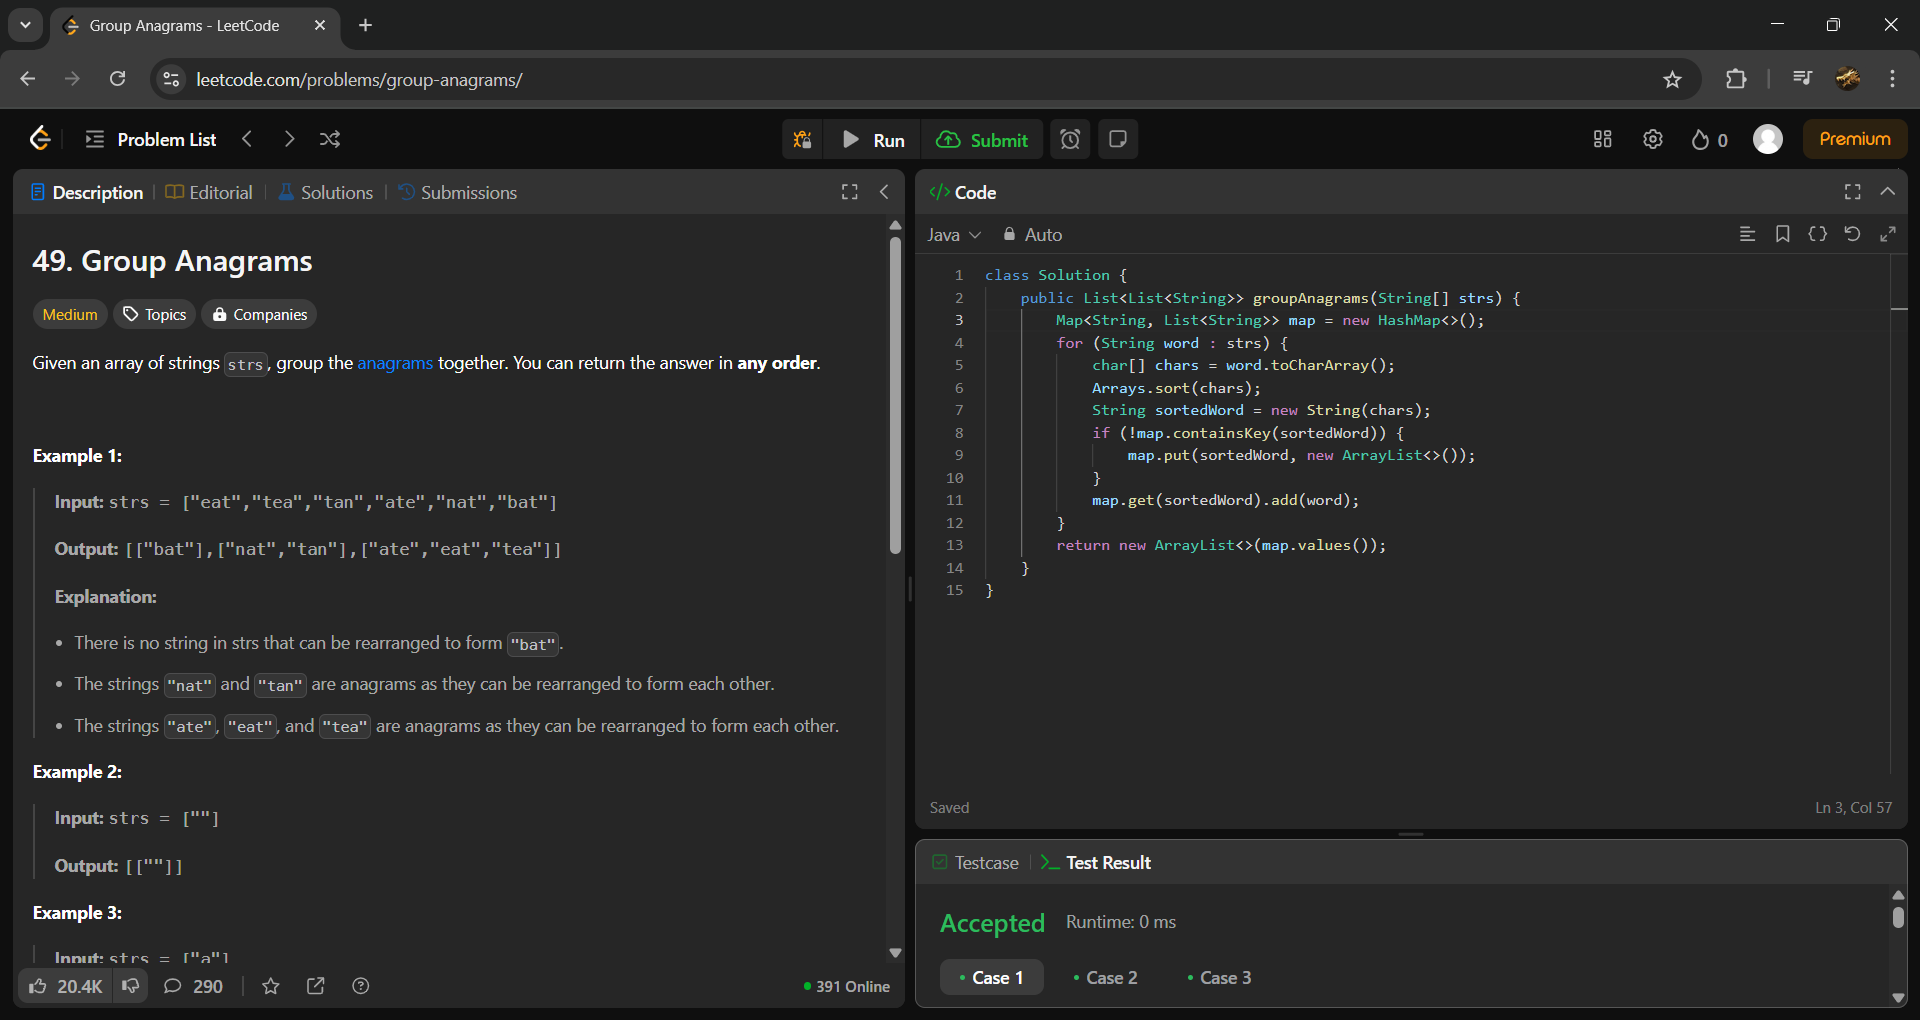 Group Anagrams - LeetCode
leetcode.com/problems/group-anagrams/
Problem List
Run
Submit
0
Premium
Description
Editorial
Solutions
Submissions
49. Group Anagrams
Medium
Topics
Companies
Given an array of strings strs, group the anagrams together. You can return the answer in any order.
Example 1:
Input: strs = ["eat","tea","tan","ate","nat","bat"]
Output: [["bat"],["nat","tan"],["ate","eat","tea"]]
Explanation:
• There is no string in strs that can be rearranged to form "bat".
• The strings "nat" and "tan" are anagrams as they can be rearranged to form each other.
• The strings "ate", "eat", and "tea" are anagrams as they can be rearranged to form each other.
Example 2:
Input: strs = [""]
Output: [[""]]
Example 3:
Input: strs = ["a"]
20.4K
290
391 Online
</> Code
Java
Auto
1 class Solution {
2     public List<List<String>> groupAnagrams(String[] strs) {
3         Map<String, List<String>> map = new HashMap<>();
4         for (String word : strs) {
5             char[] chars = word.toCharArray();
6             Arrays.sort(chars);
7             String sortedWord = new String(chars);
8             if (!map.containsKey(sortedWord)) {
9                 map.put(sortedWord, new ArrayList<>());
10             }
11             map.get(sortedWord).add(word);
12         }
13         return new ArrayList<>(map.values());
14     }
15 }
Saved
Ln 3, Col 57
Testcase
Test Result
Accepted
Runtime: 0 ms
• Case 1
• Case 2
• Case 3